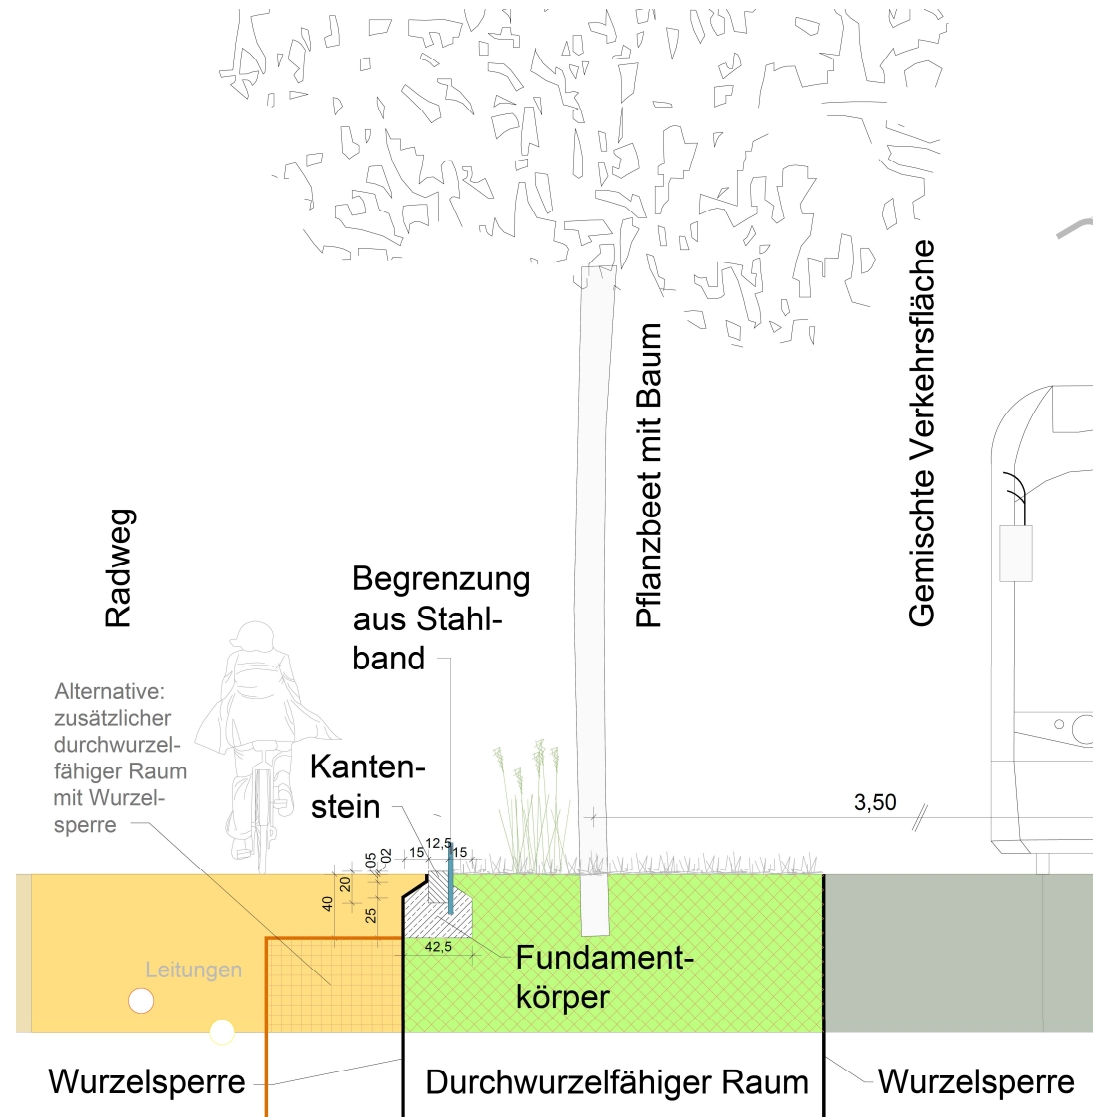 Gemischte Verkehrsfläche
Pflanzbeet mit Baum
Radweg
Begrenzung
aus Stahl-
band
Alternative:
zusätzlicher
durchwurzel-
fähiger Raum
mit Wurzel-
sperre
Kanten-
stein
3,50
15
12,5
15
05
02
20
40
25
42,5
Fundament-
körper
Leitungen
Wurzelsperre
Durchwurzelfähiger Raum
Wurzelsperre